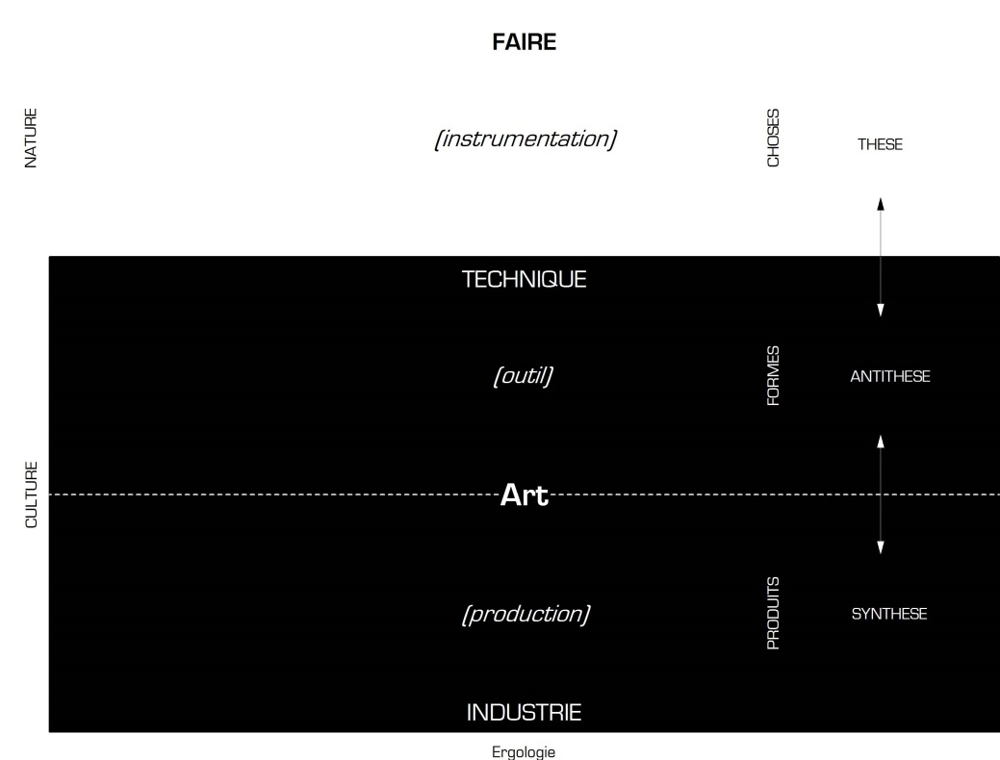 FAIRE
NATURE
(instrumentation)
CHOSES
THESE
TECHNIQUE
(outil)
FORMES
ANTITHESE
CULTURE
Art
(production)
PRODUITS
SYNTHESE
INDUSTRIE
Ergologie